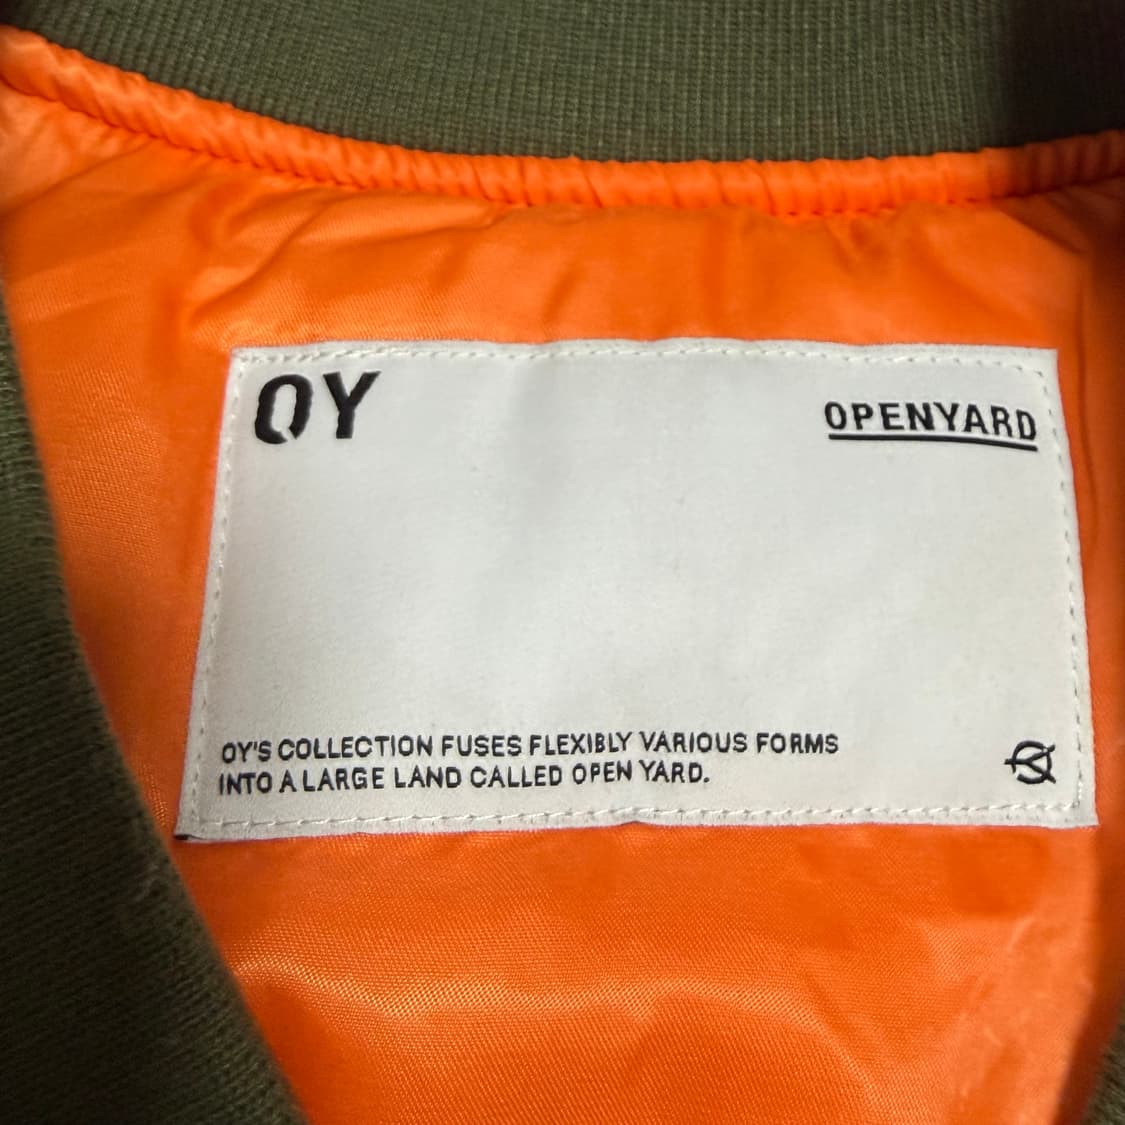 OY
OPENYARD
OY'S COLLECTION FUSES FLEXIBLY VARIOUS FORMS
INTO A LARGE LAND CALLED OPEN YARD.